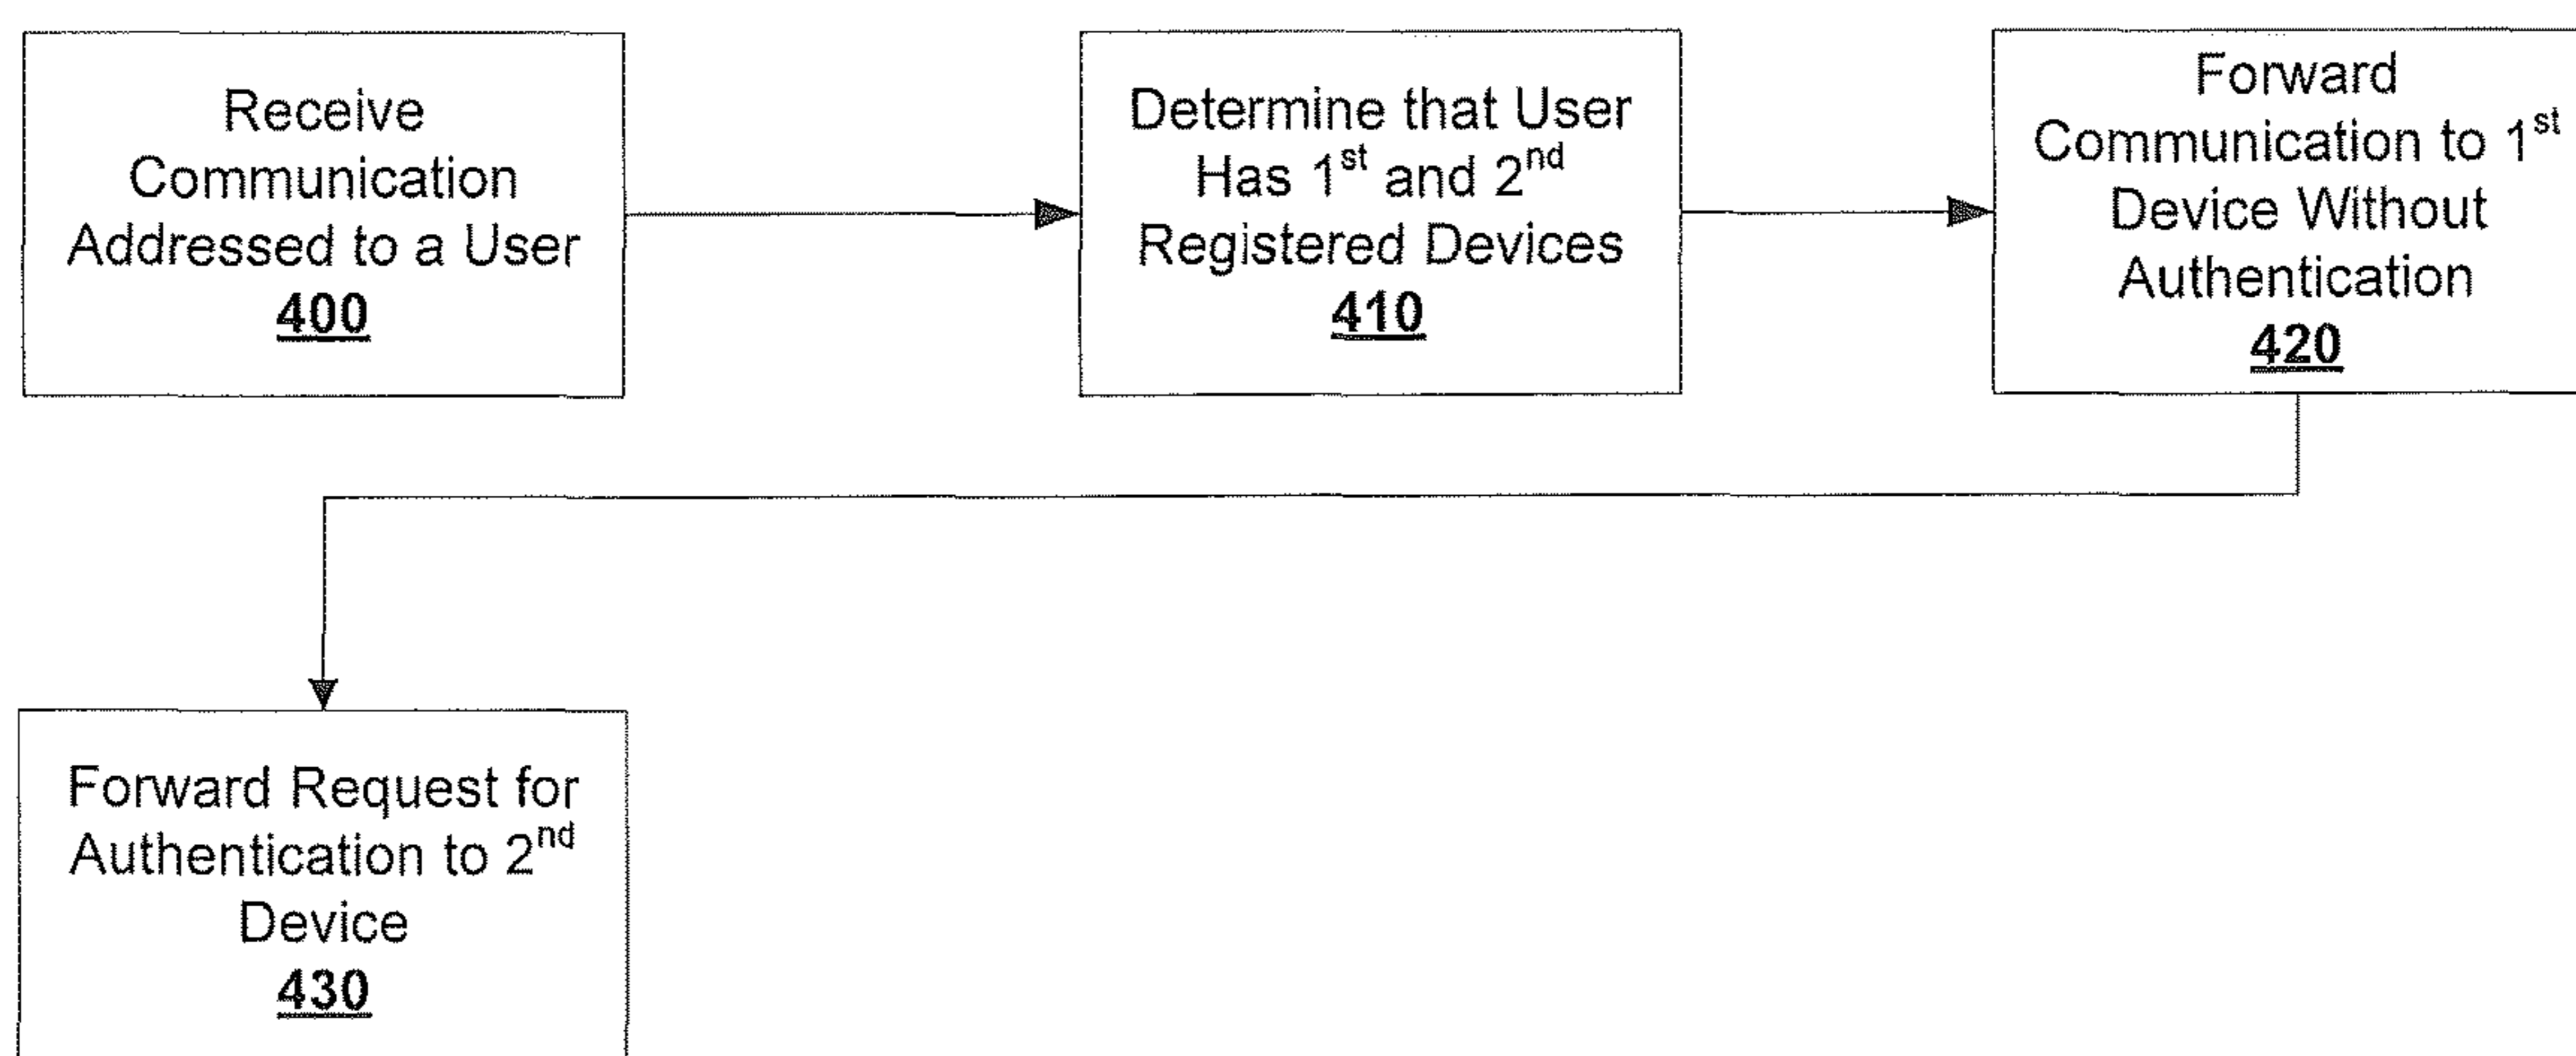 Receive
Communication
Addressed to a User
400
Determine that User
Has 1st and 2nd
Registered Devices
410
Forward
Communication to 1st
Device Without
Authentication
420
Forward Request for
Authentication to 2nd
Device
430